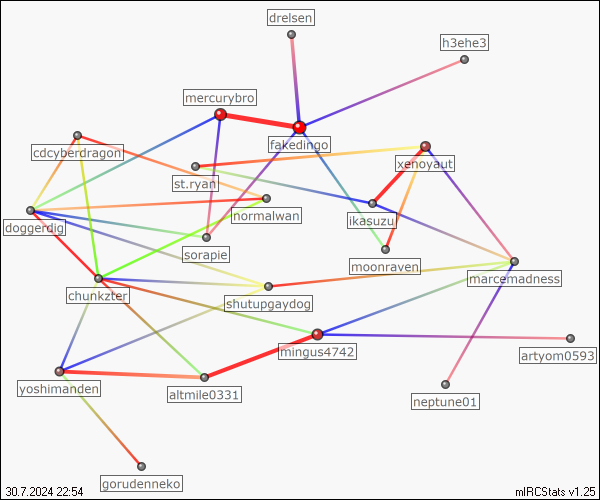 drelsen
h3ehe3
mercurybro
fakedingo
cdcyberdragon
xenoyaut
st.ryan
normalwan
ikasuzu
doggerdig
sorapie
moonraven
marcemadness
chunkzter
shutupgaydog
mingus4742
artyom0593
yoshimanden
altmile0331
neptune01
gorudenneko
30.7.2024 22:54
mIRCStats v1.25